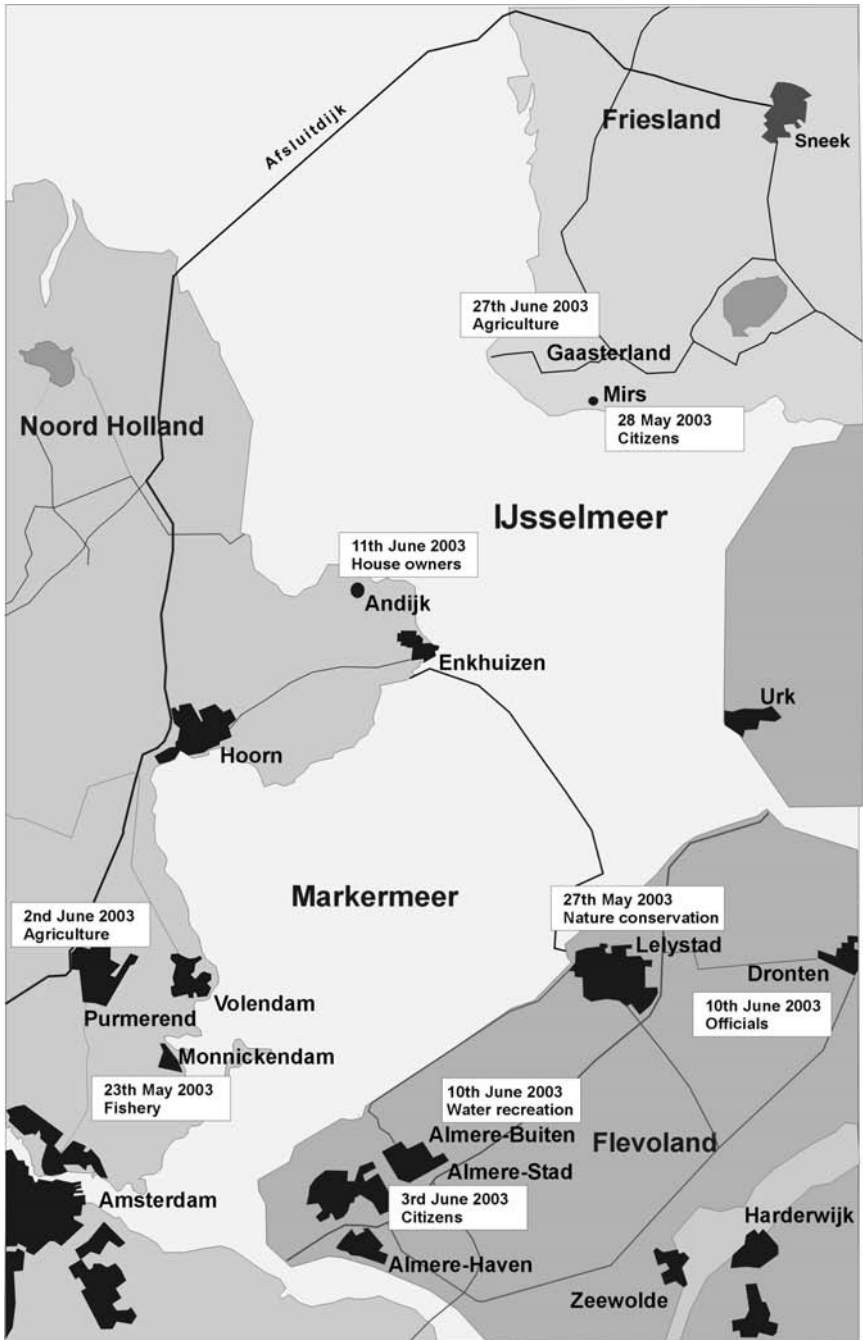 Afsluitdijk
Friesland
Sneek
27th June 2003
Agriculture
Gaasterland
Mirs
28 May 2003
Citizens
Noord Holland
IJsselmeer
11th June 2003
House owners
Andijk
Enkhuizen
Urk
Hoorn
Markermeer
2nd June 2003
Agriculture
27th May 2003
Nature conservation
Lelystad
Dronten
Volendam
Purmerend
10th June 2003
Officials
Monnickendam
23th May 2003
Fishery
10th June 2003
Water recreation
Almere-Buiten
Flevoland
Almere-Stad
Amsterdam
3rd June 2003
Citizens
Harderwijk
Almere-Haven
Zeewolde